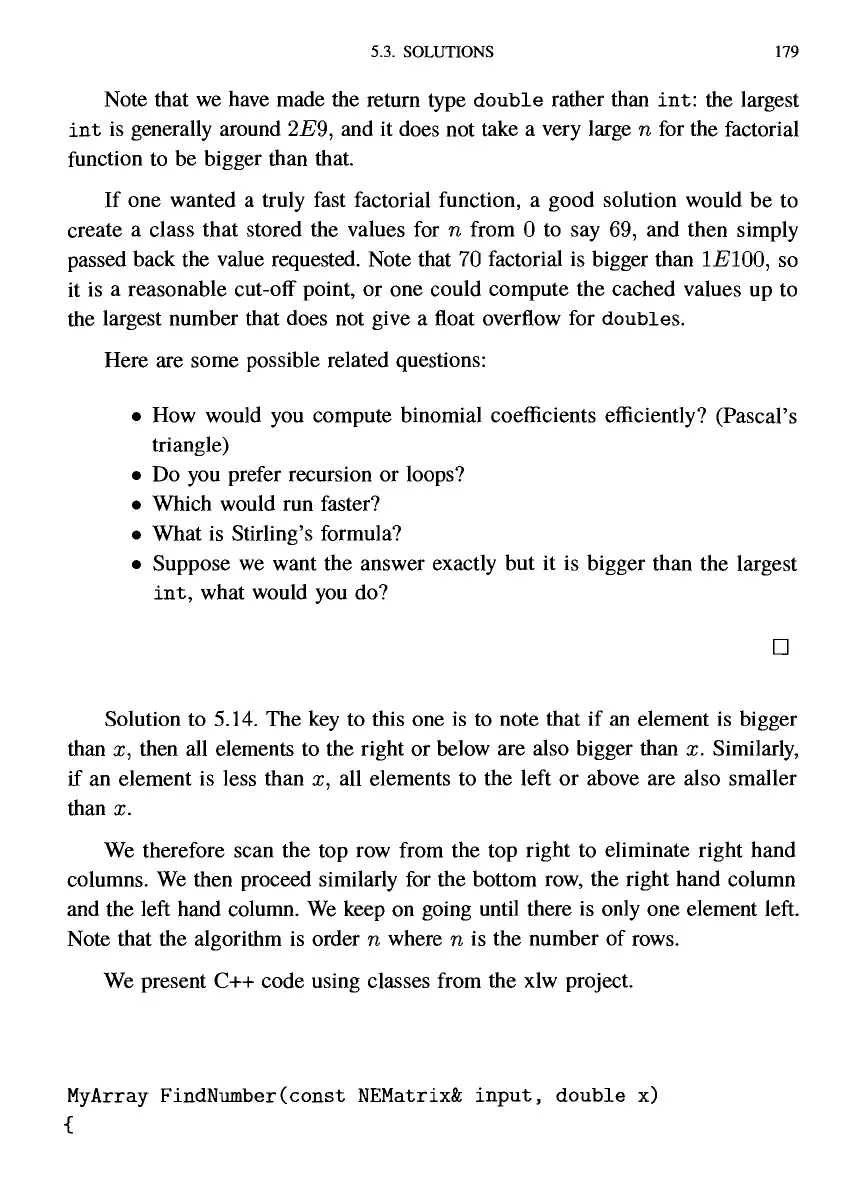 5.3. SOLUTIONS 179
Note that we have made the return type double rather than int: the largest
int is generally around 2E9, and it does not take a very large n for the factorial
function to be bigger than that.
If one wanted a truly fast factorial function, a good solution would be to
create a class that stored the values for n from 0 to say 69, and then simply
passed back the value requested. Note that 70 factorial is bigger than 1E100, so
it is a reasonable cut-off point, or one could compute the cached values up to
the largest number that does not give a float overflow for doubles.
Here are some possible related questions:
• How would you compute binomial coefficients efficiently? (Pascal's
triangle)
• Do you prefer recursion or loops?
• Which would run faster?
• What is Stirling's formula?
• Suppose we want the answer exactly but it is bigger than the largest
int, what would you do?
□
Solution to 5.14. The key to this one is to note that if an element is bigger
than x, then all elements to the right or below are also bigger than x. Similarly,
if an element is less than x, all elements to the left or above are also smaller
than x.
We therefore scan the top row from the top right to eliminate right hand
columns. We then proceed similarly for the bottom row, the right hand column
and the left hand column. We keep on going until there is only one element left.
Note that the algorithm is order n where n is the number of rows.
We present C++ code using classes from the xlw project.
MyArray FindNumber(const NEMatrix& input, double x)
{